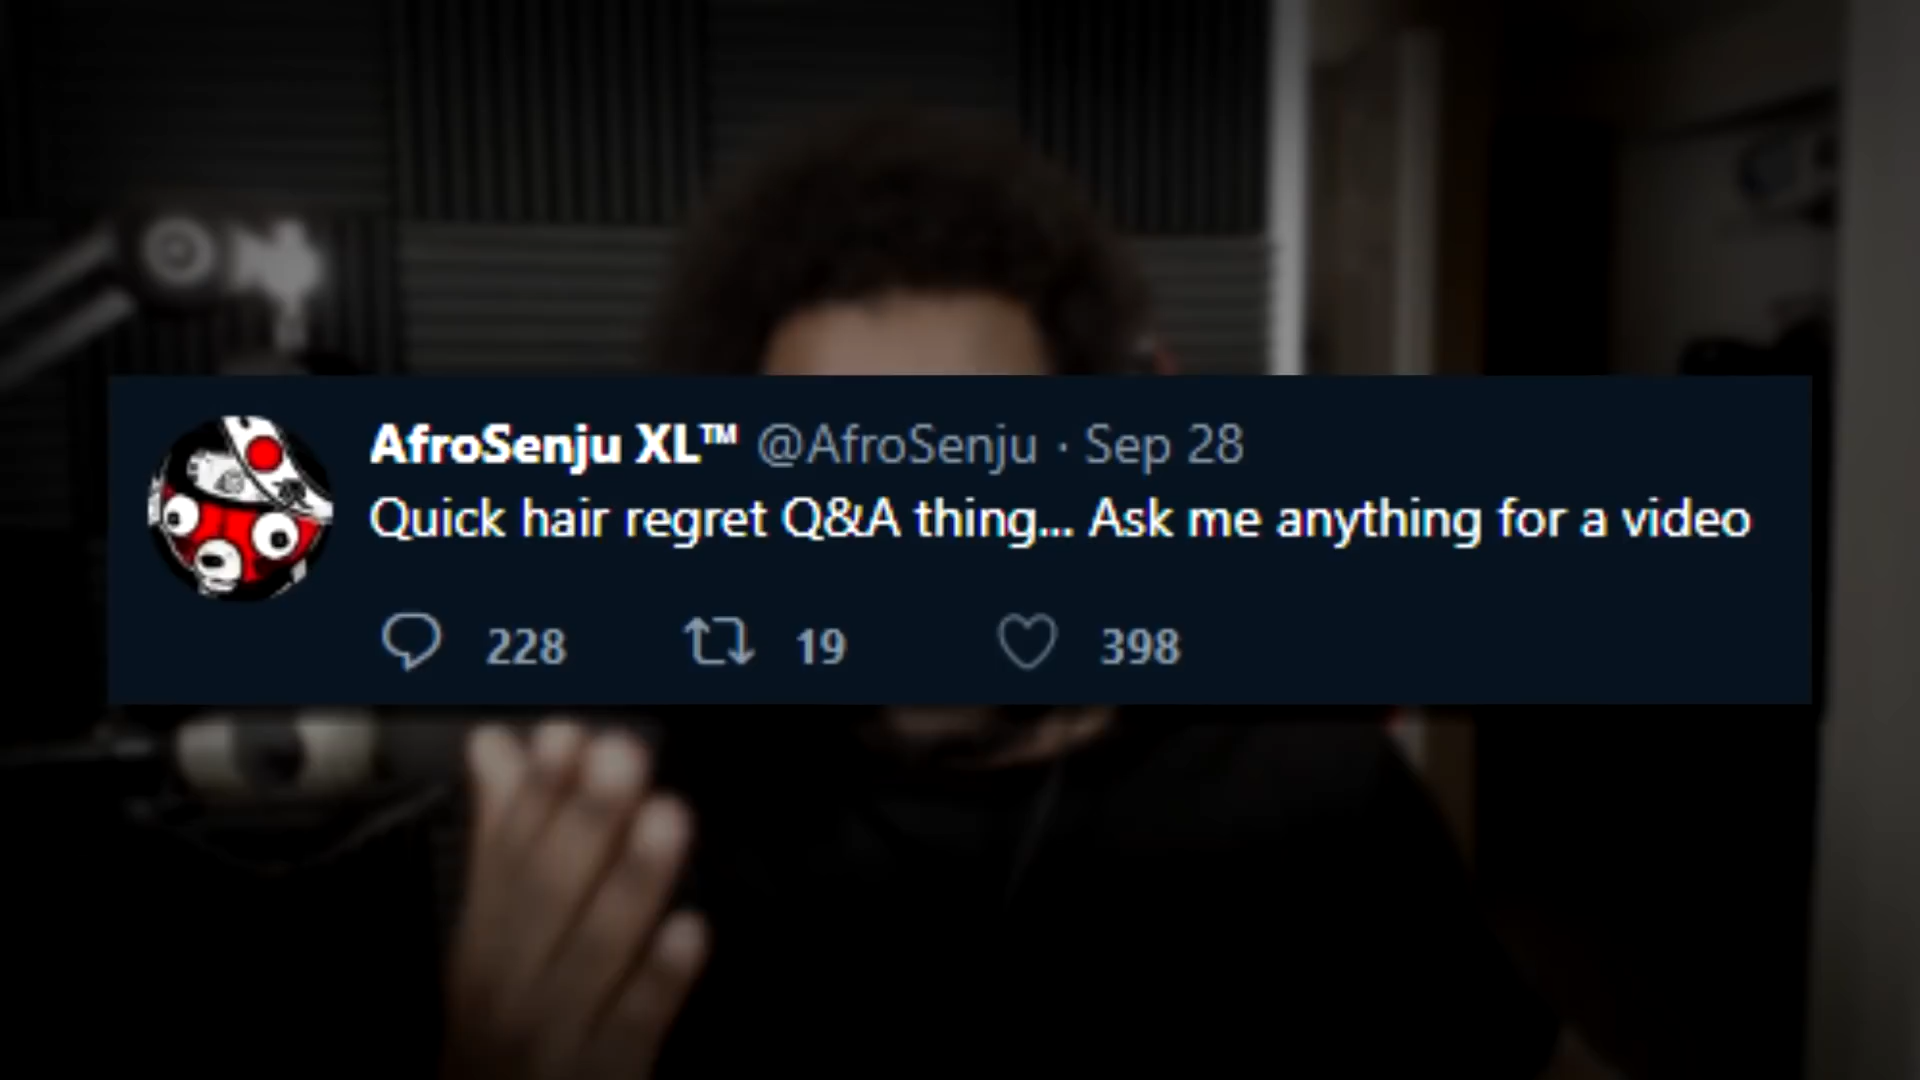 AfroSenju XL™ @AfroSenju · Sep 28
Quick hair regret Q&A thing... Ask me anything for a video
228 19 398